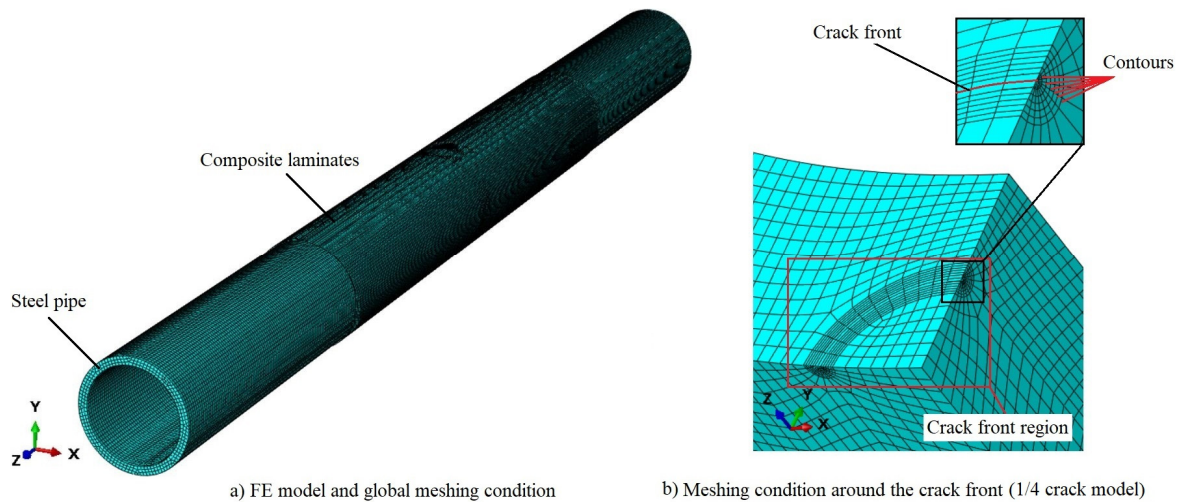 Composite laminates
Steel pipe
Y
X
Z
a) FE model and global meshing condition
Crack front
Contours
Crack front region
Z
Y
X
b) Meshing condition around the crack front (1/4 crack model)